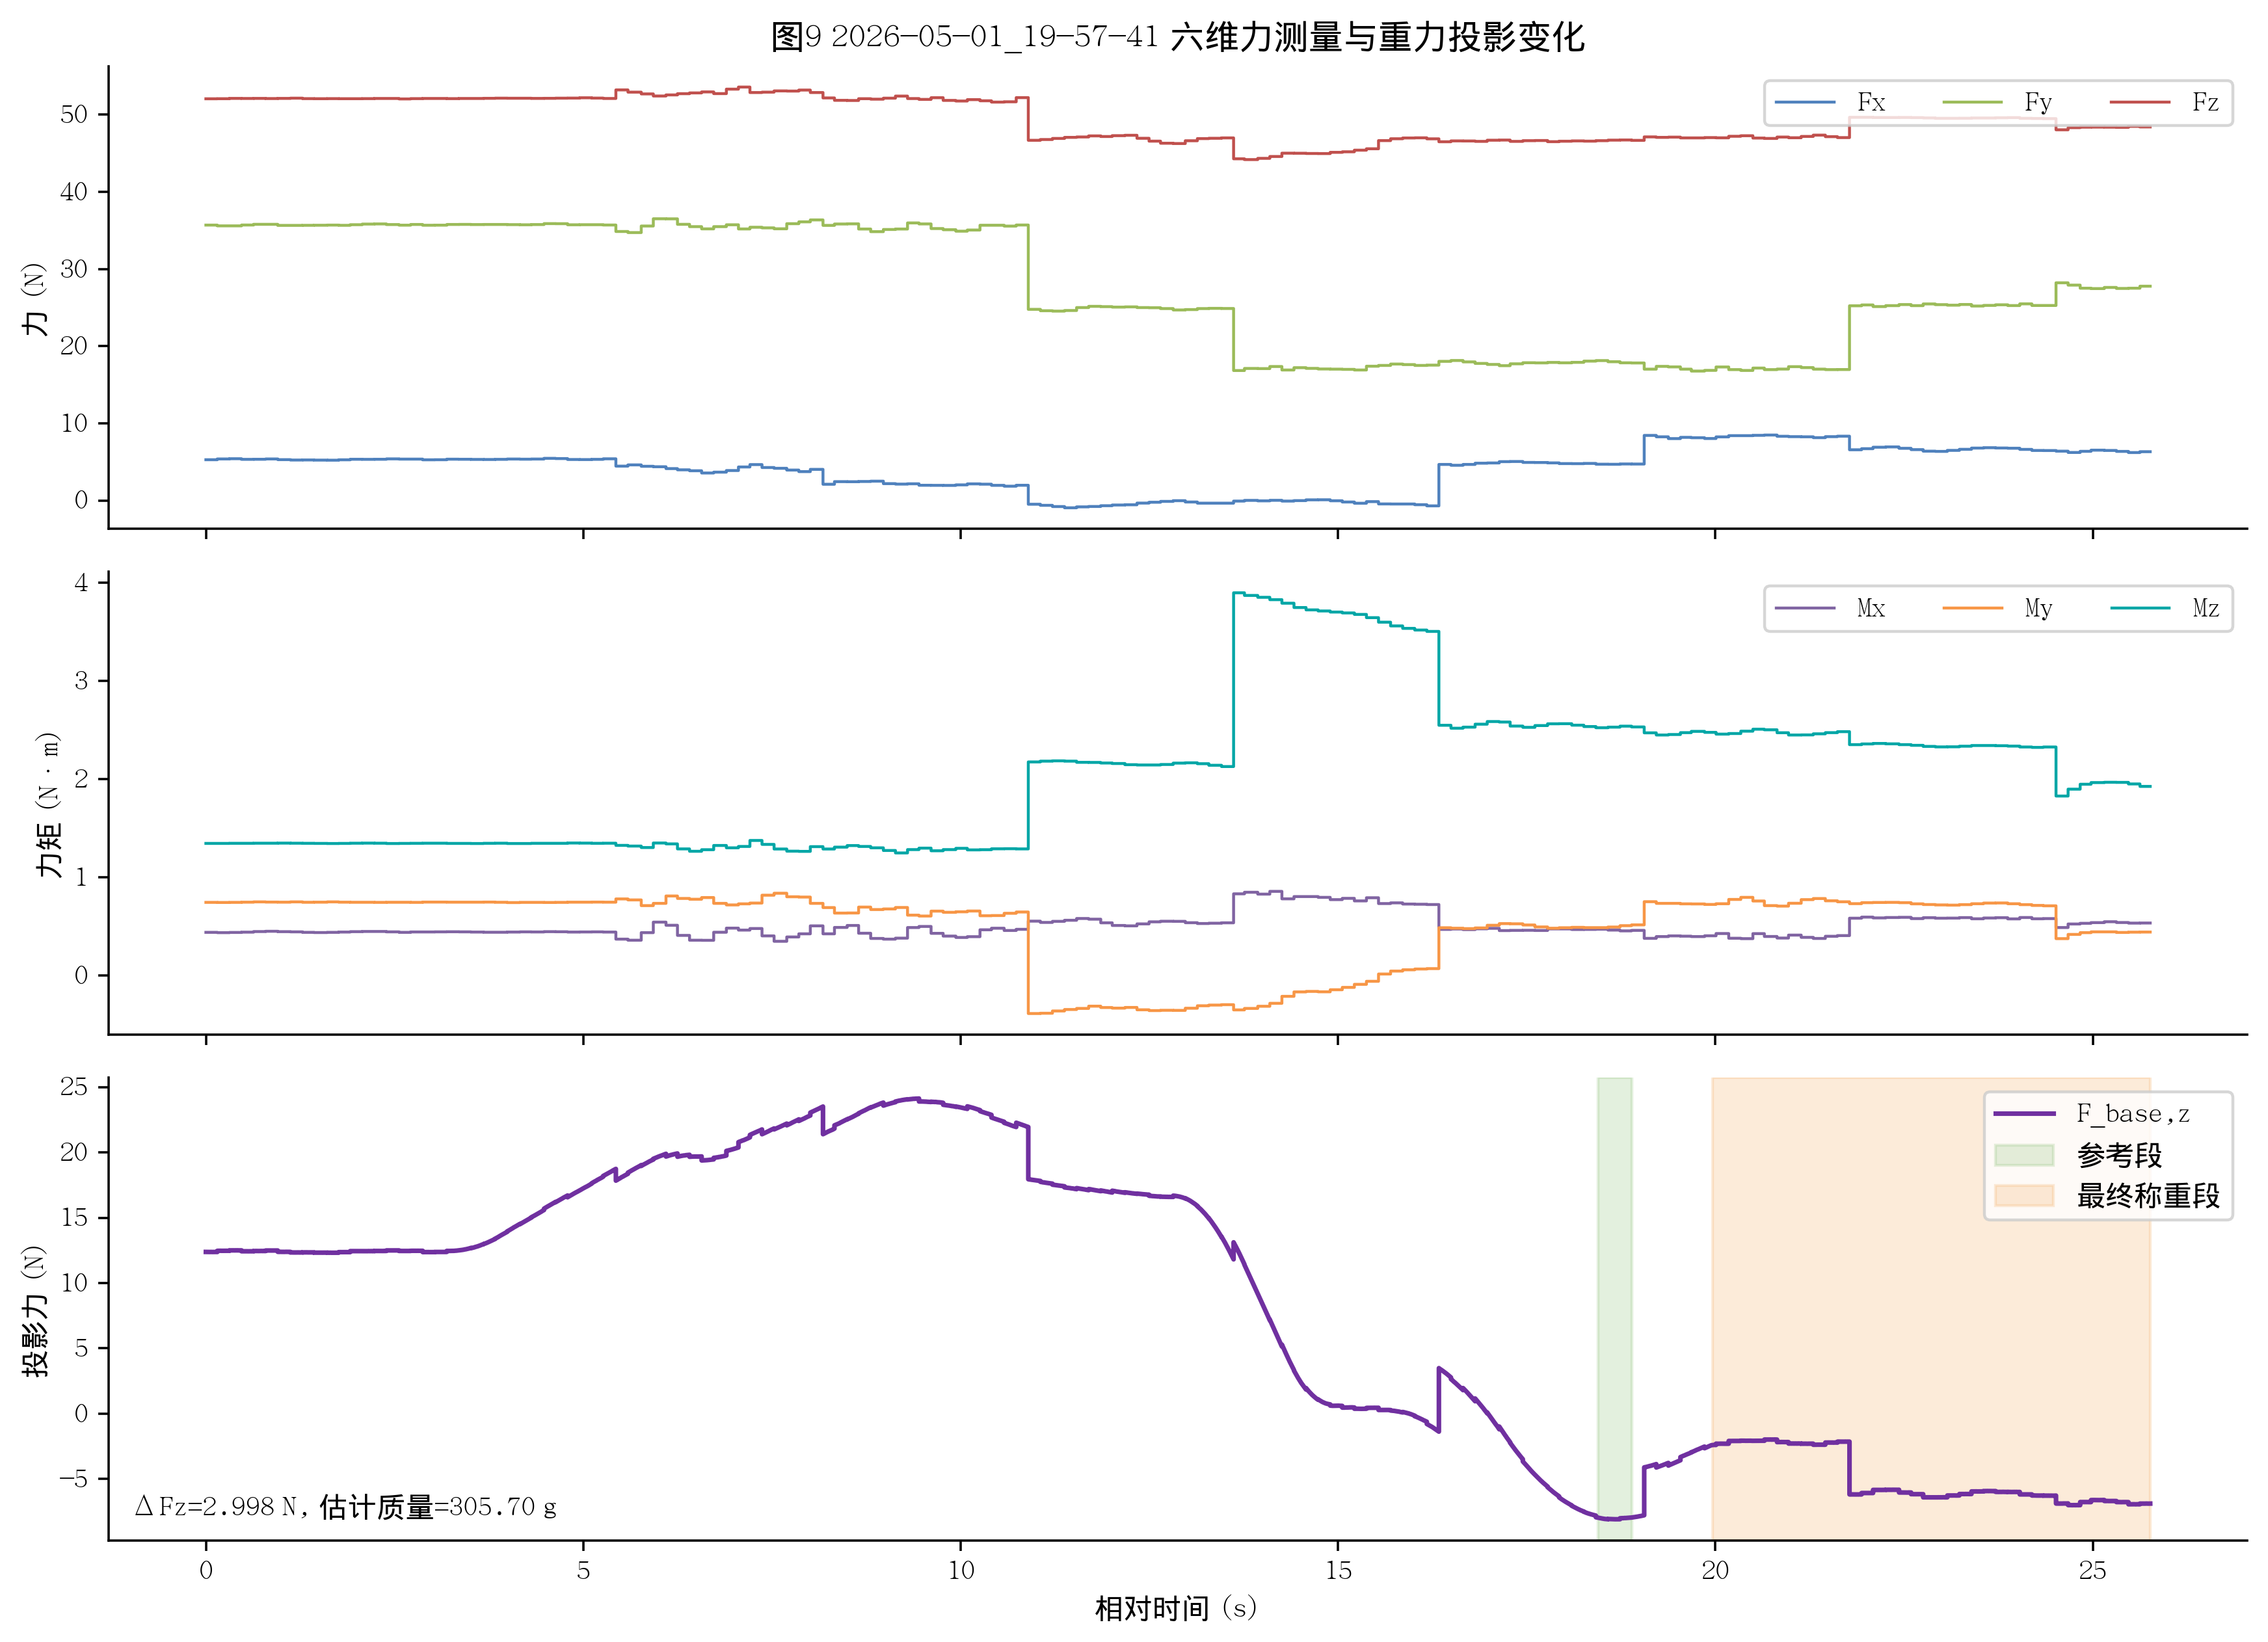 图9 2026-05-01_19-57-41 六维力测量与重力投影变化
力 (N)
50
40
30
20
10
0
Fx Fy Fz
力矩 (N·m)
4
3
2
1
0
Mx My Mz
投影力 (N)
25
20
15
10
5
0
-5
F_base,z
参考段
最终称重段
ΔFz=2.998 N, 估计质量=305.70 g
0 5 10 15 20 25
相对时间 (s)